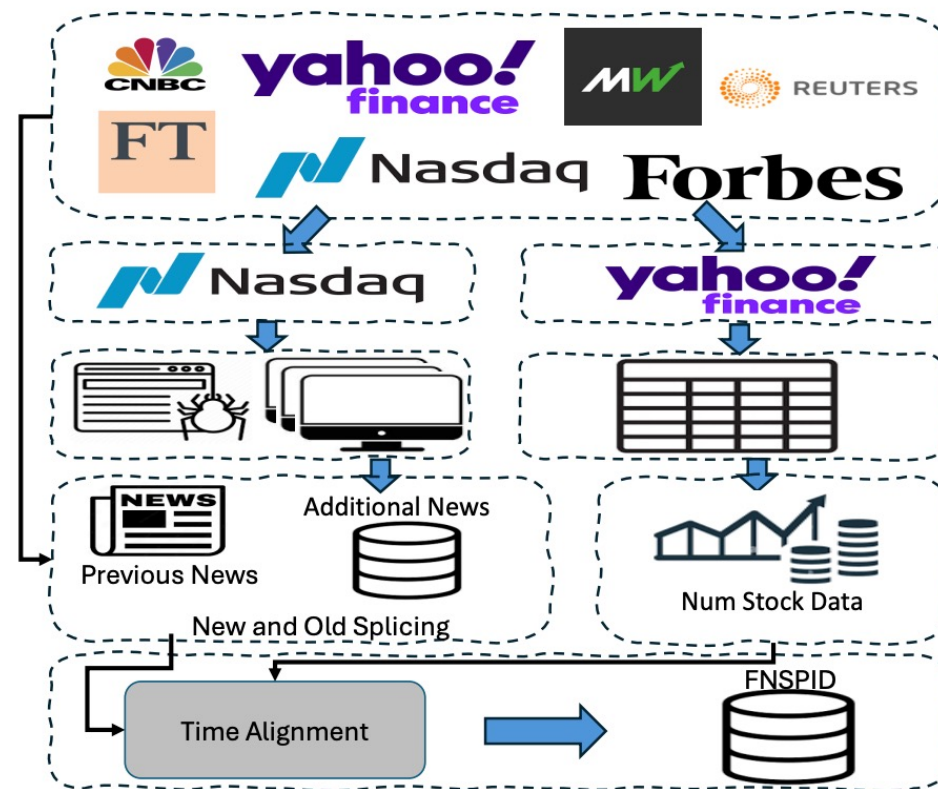 CNBC
yahoo!
finance
MW
REUTERS
FT
Nasdaq
Forbes
Nasdaq
yahoo!
finance
NEWS
Previous News
Additional News
New and Old Splicing
Num Stock Data
Time Alignment
FNSPID